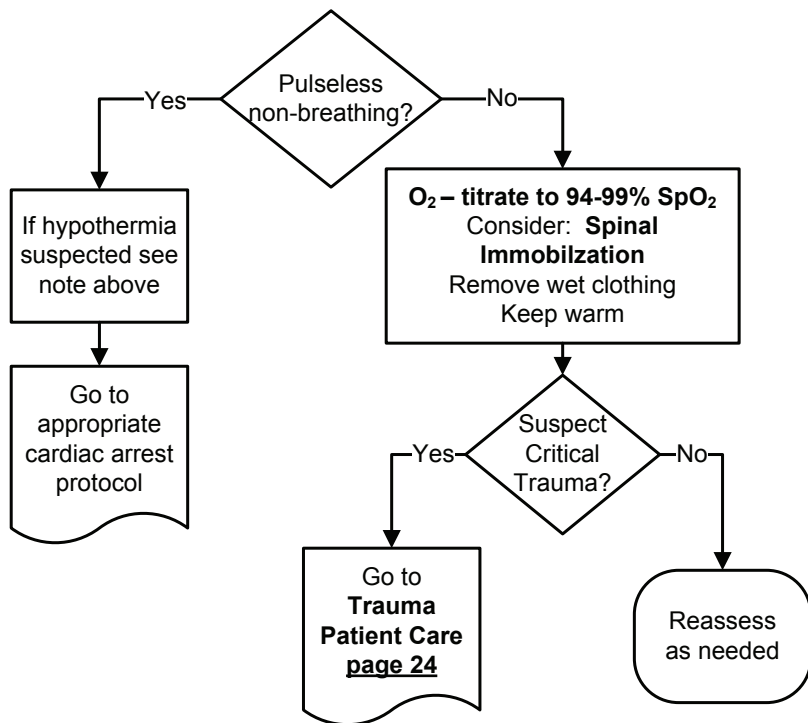 Pulseless
non-breathing?
Yes
No
If hypothermia
suspected see
note above
Go to
appropriate
cardiac arrest
protocol
O₂ – titrate to 94-99% SpO₂
Consider: Spinal
Immobilzation
Remove wet clothing
Keep warm
Suspect
Critical
Trauma?
Yes
No
Go to
Trauma
Patient Care
page 24
Reassess
as needed